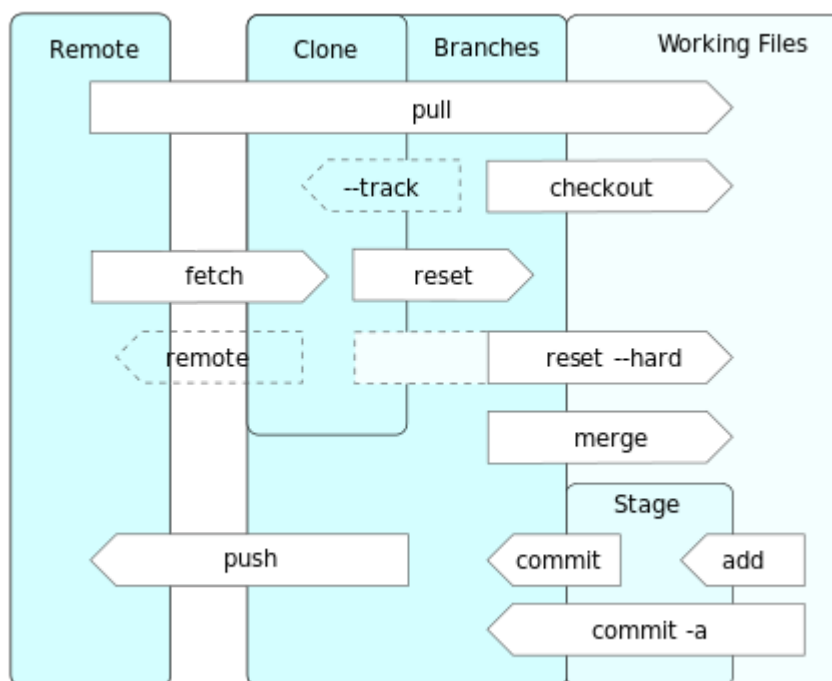 Remote
Clone
Branches
Working Files
pull
--track
checkout
fetch
reset
remote
reset --hard
merge
Stage
push
commit
add
commit -a